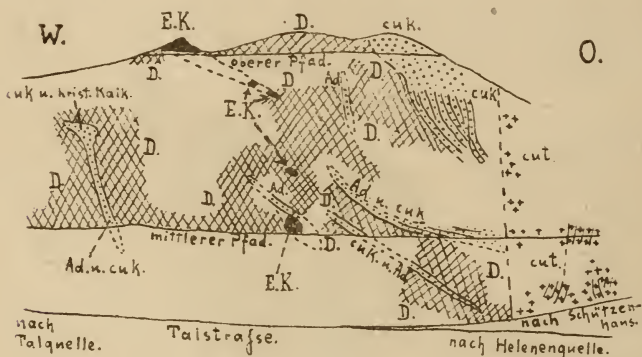 E.K.
W.
D.
cuk.
O.
D.
oberer Pfad.
D.
E.K.
Ad.
D.
cuk.
cuk u. krist. Kalk.
D.
D.
cut.
D.
Ad.
D.
D.
Ad u. cuk
mittlerer Pfad.
cuk u. Ad.
D.
Ad. u. cuk.
E.K.
cut.
D.
nach Schützenhaus.
nach
Talquelle.
Talstraſse.
nach Helenenquelle.